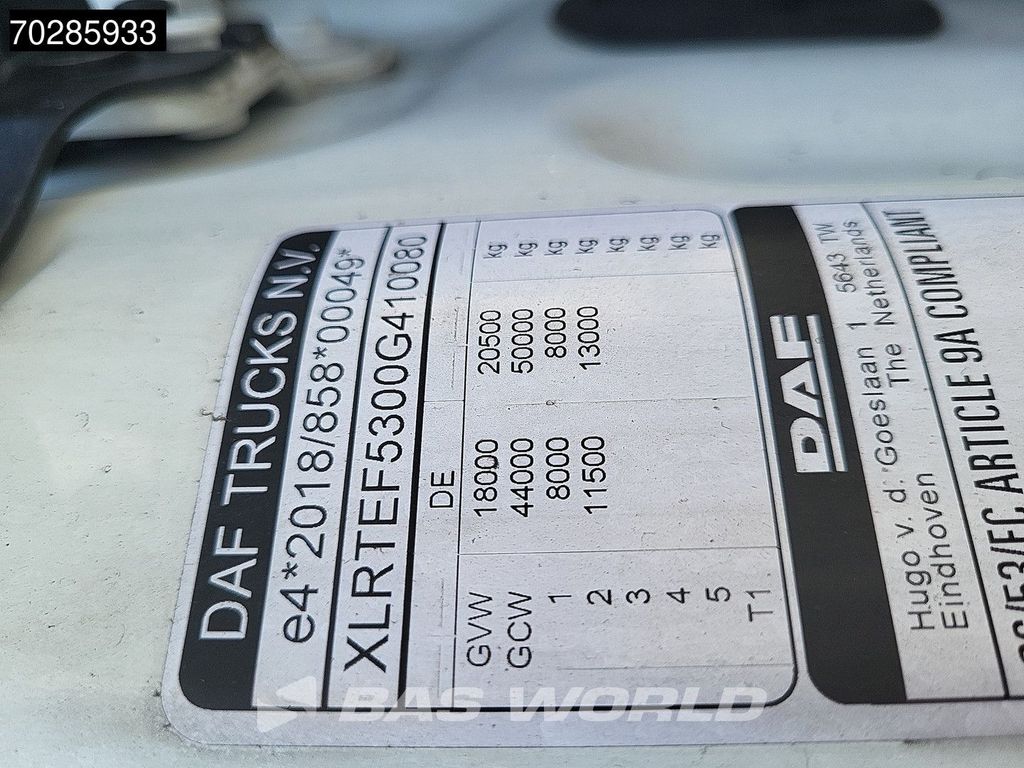 70285933
DAF TRUCKS N.V.
e4*2018/858*00049*
XLRTEF5300G410080
DE
GVW 18000 20500 kg
GCW 44000 50000 kg
1 8000 8000 kg
2 11500 13000 kg
3 kg
4 kg
5 kg
T1
DAF
Hugo v. d. Goeslaan 1 5643 TW
Eindhoven The Netherlands
/53/EC ARTICLE 9A COMPLIANT
BAS WORLD